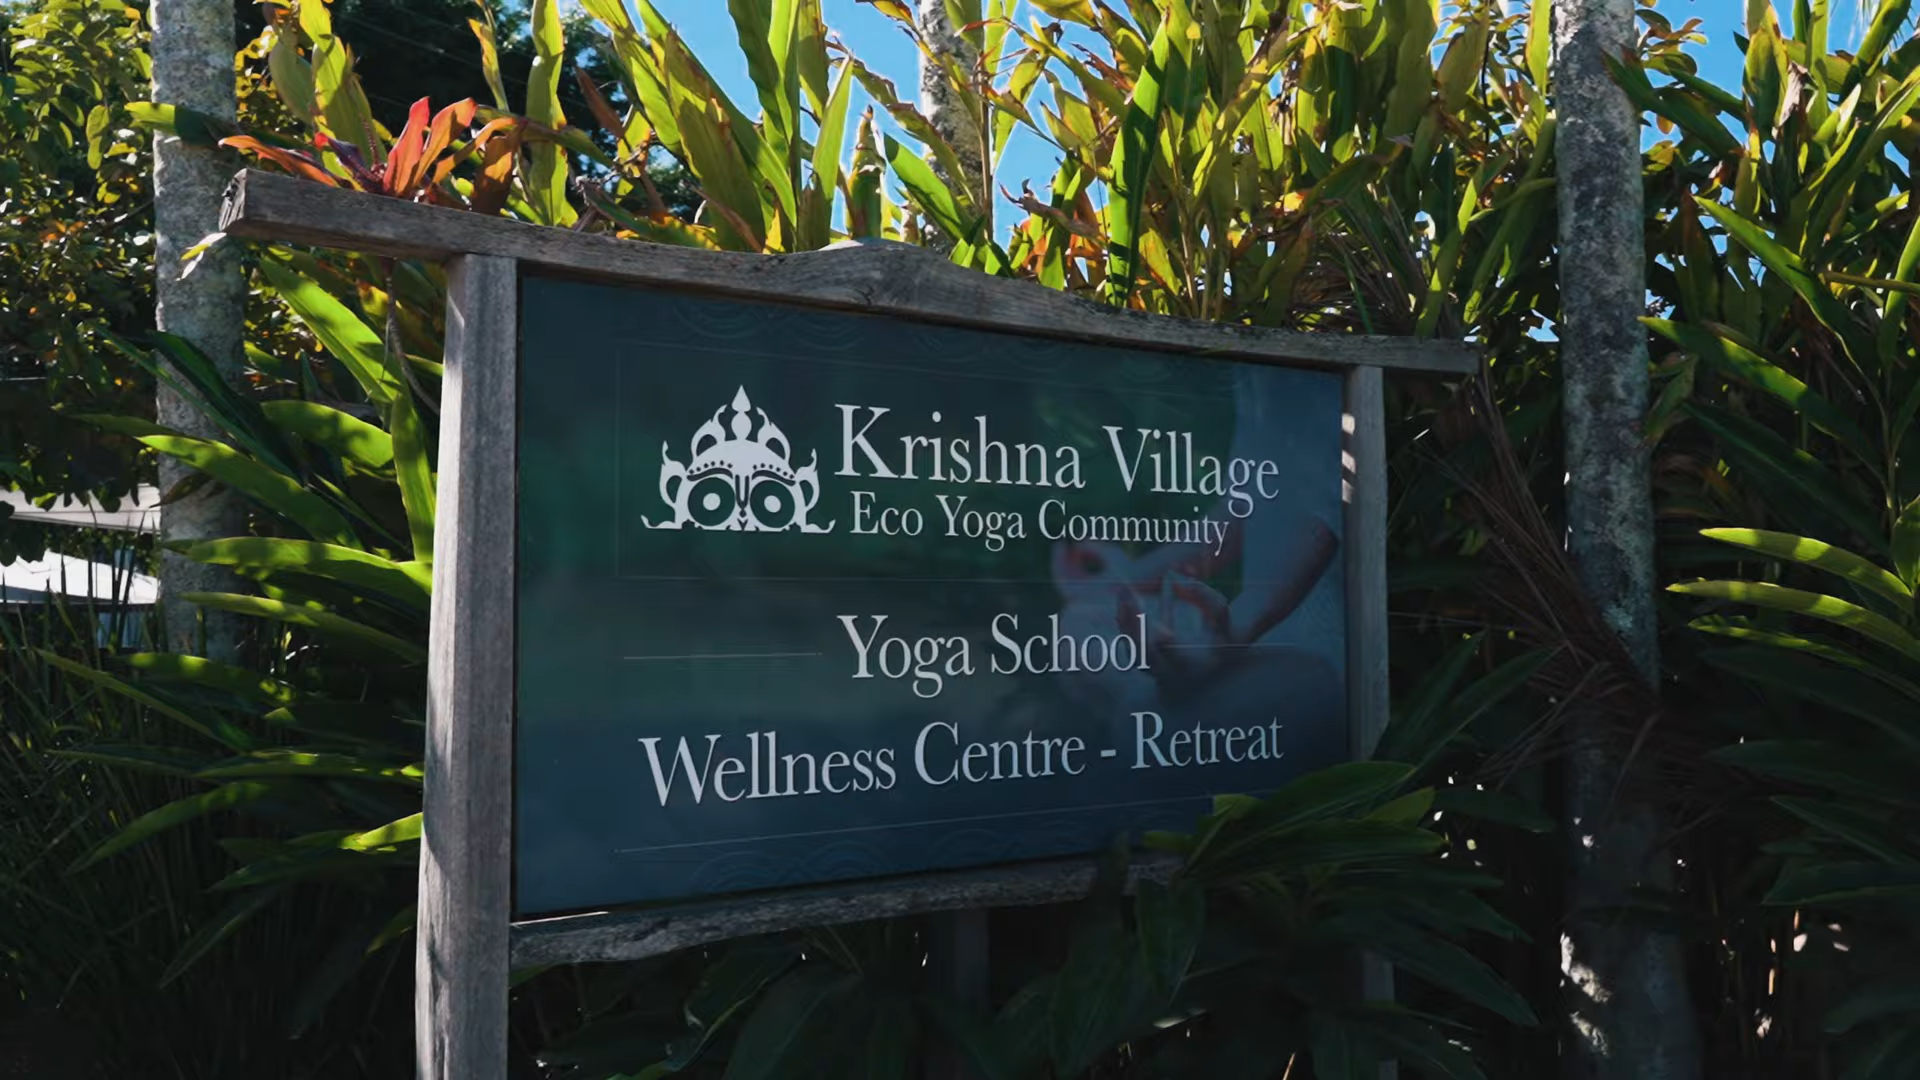 Krishna Village
Eco Yoga Community
Yoga School
Wellness Centre - Retreat